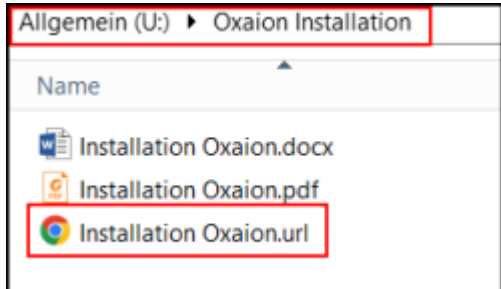 Allgemein (U:) ▸ Oxaion Installation
Name
Installation Oxaion.docx
Installation Oxaion.pdf
Installation Oxaion.url